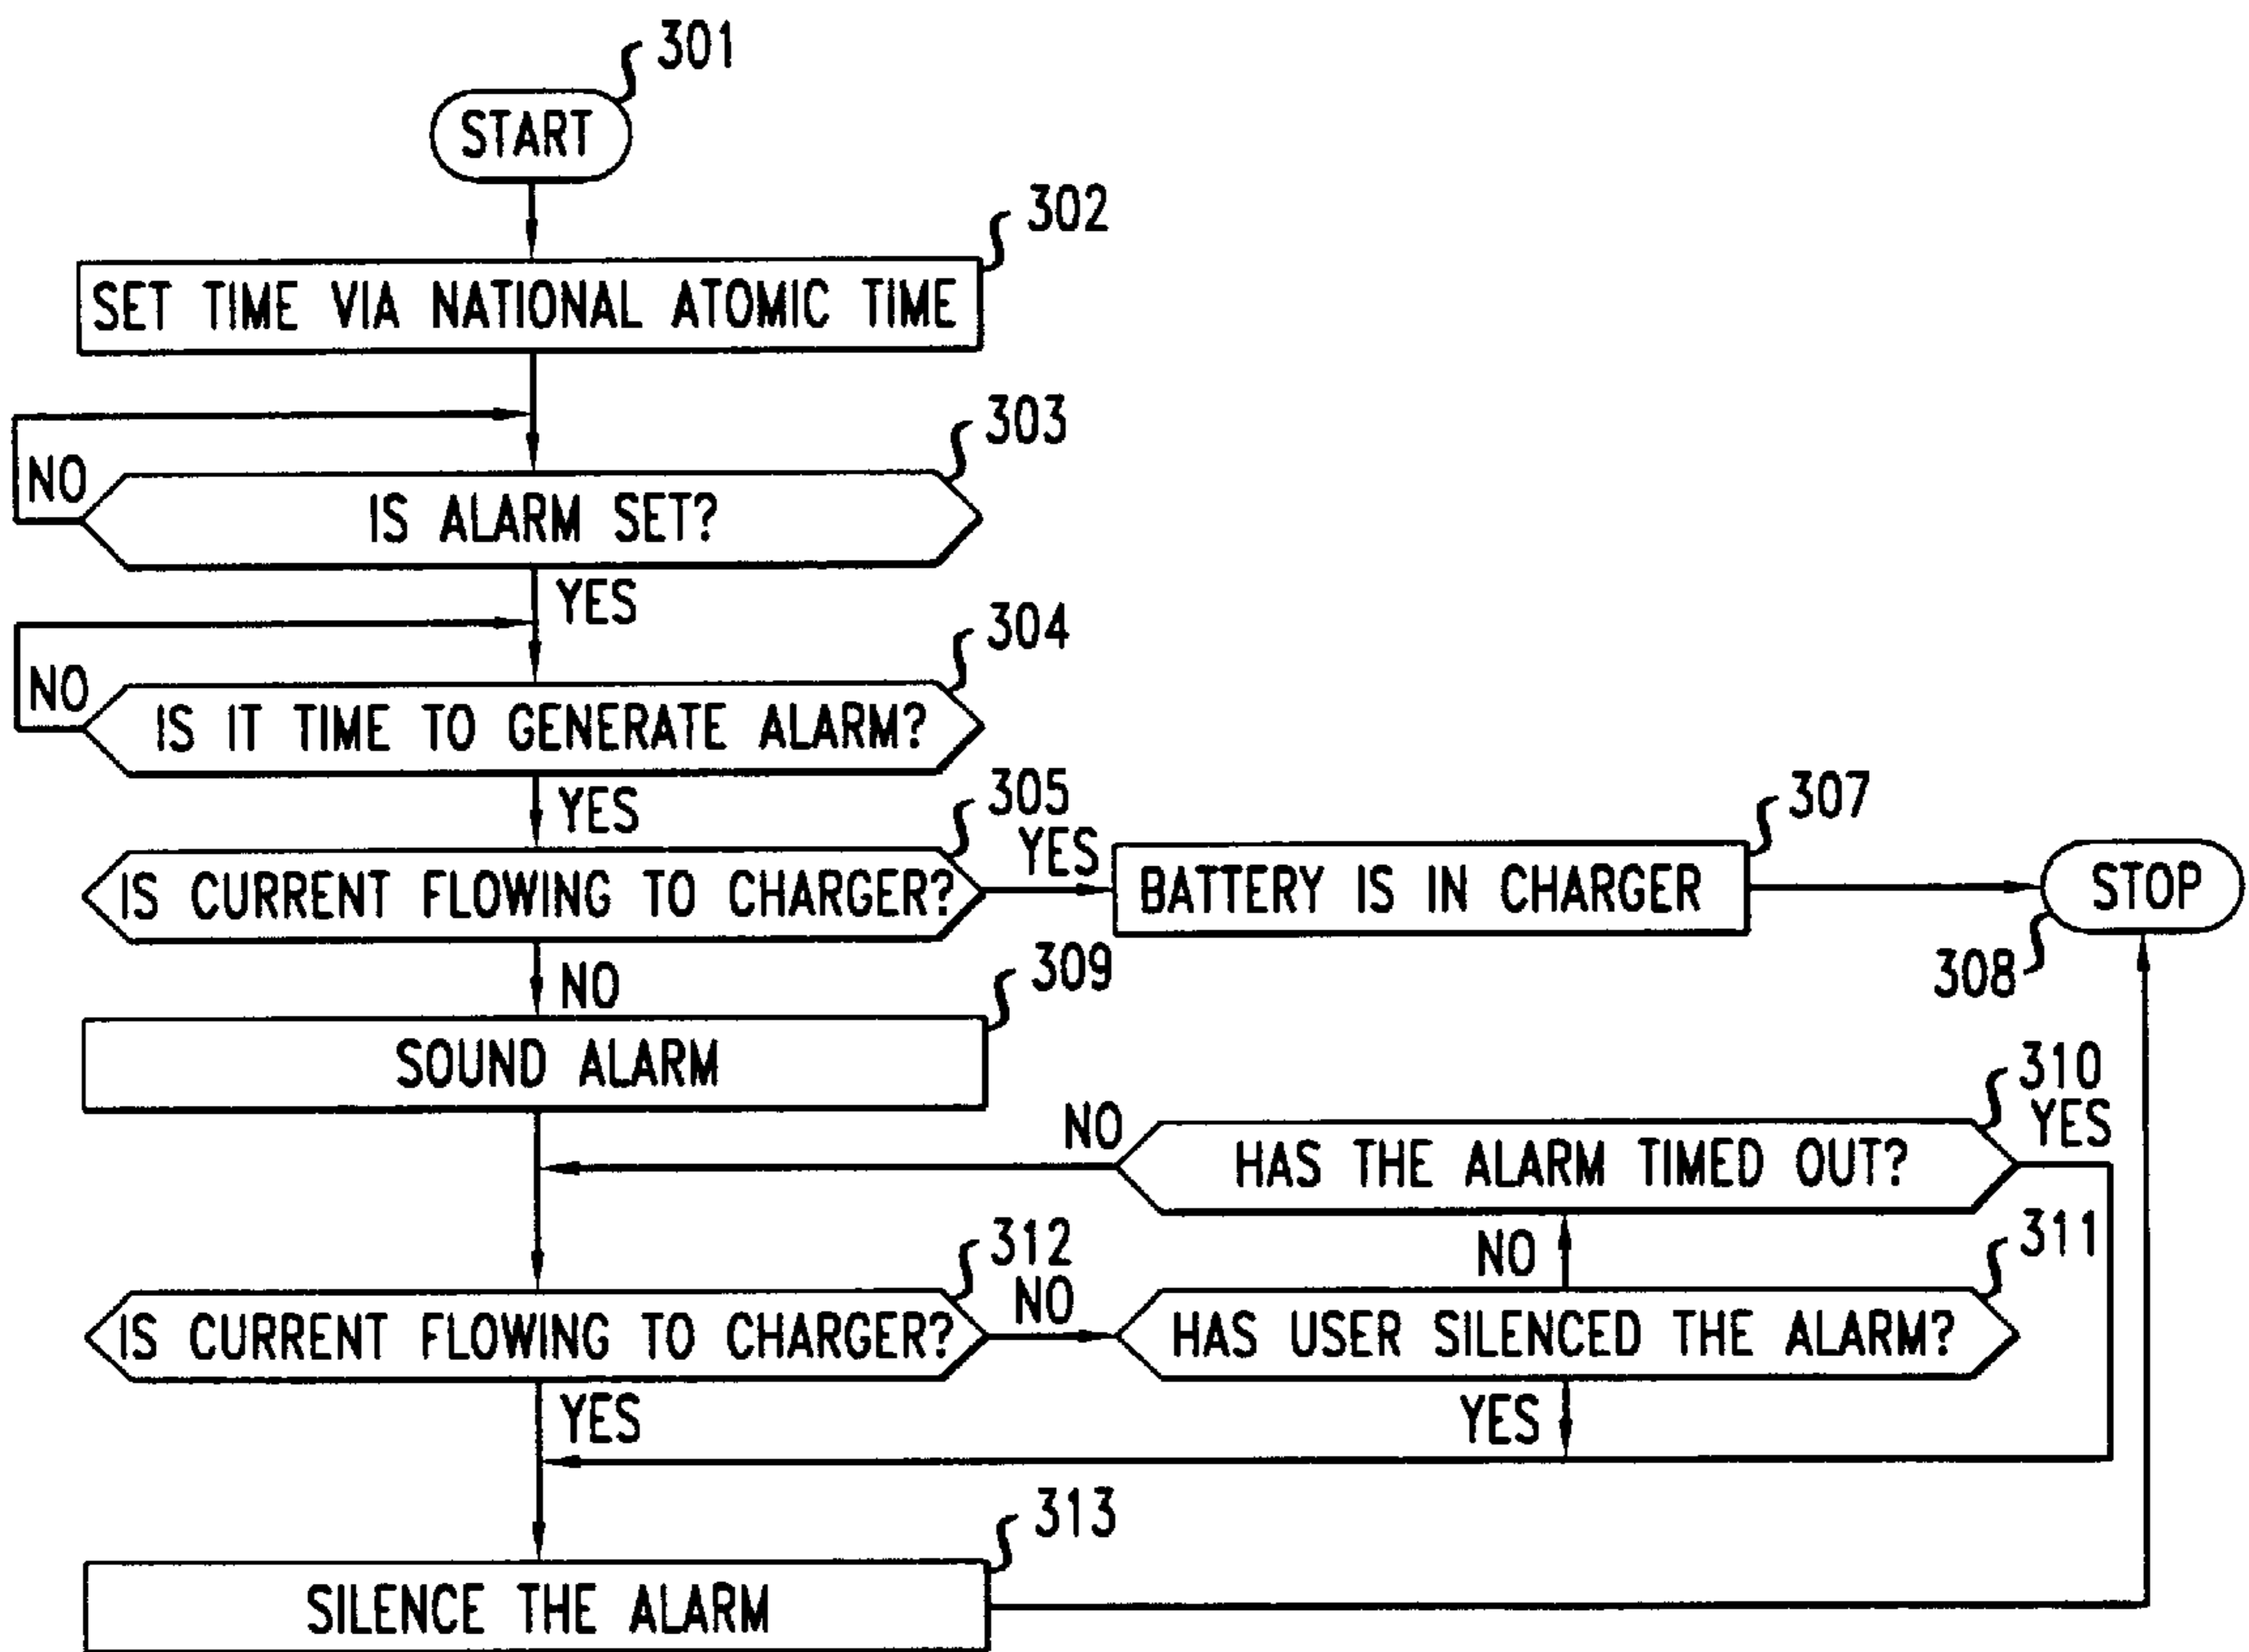 301
START
302
SET TIME VIA NATIONAL ATOMIC TIME
303
NO
IS ALARM SET?
YES
304
NO
IS IT TIME TO GENERATE ALARM?
YES
305
YES
307
IS CURRENT FLOWING TO CHARGER?
BATTERY IS IN CHARGER
STOP
308
NO
309
SOUND ALARM
310
NO
YES
HAS THE ALARM TIMED OUT?
312
NO
NO
311
IS CURRENT FLOWING TO CHARGER?
HAS USER SILENCED THE ALARM?
YES
YES
313
SILENCE THE ALARM